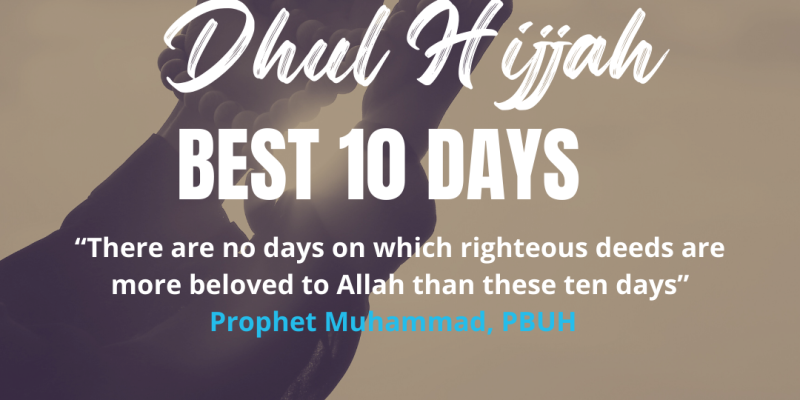 Dhul Hijjah
BEST 10 DAYS
“There are no days on which righteous deeds are
more beloved to Allah than these ten days”
Prophet Muhammad, PBUH